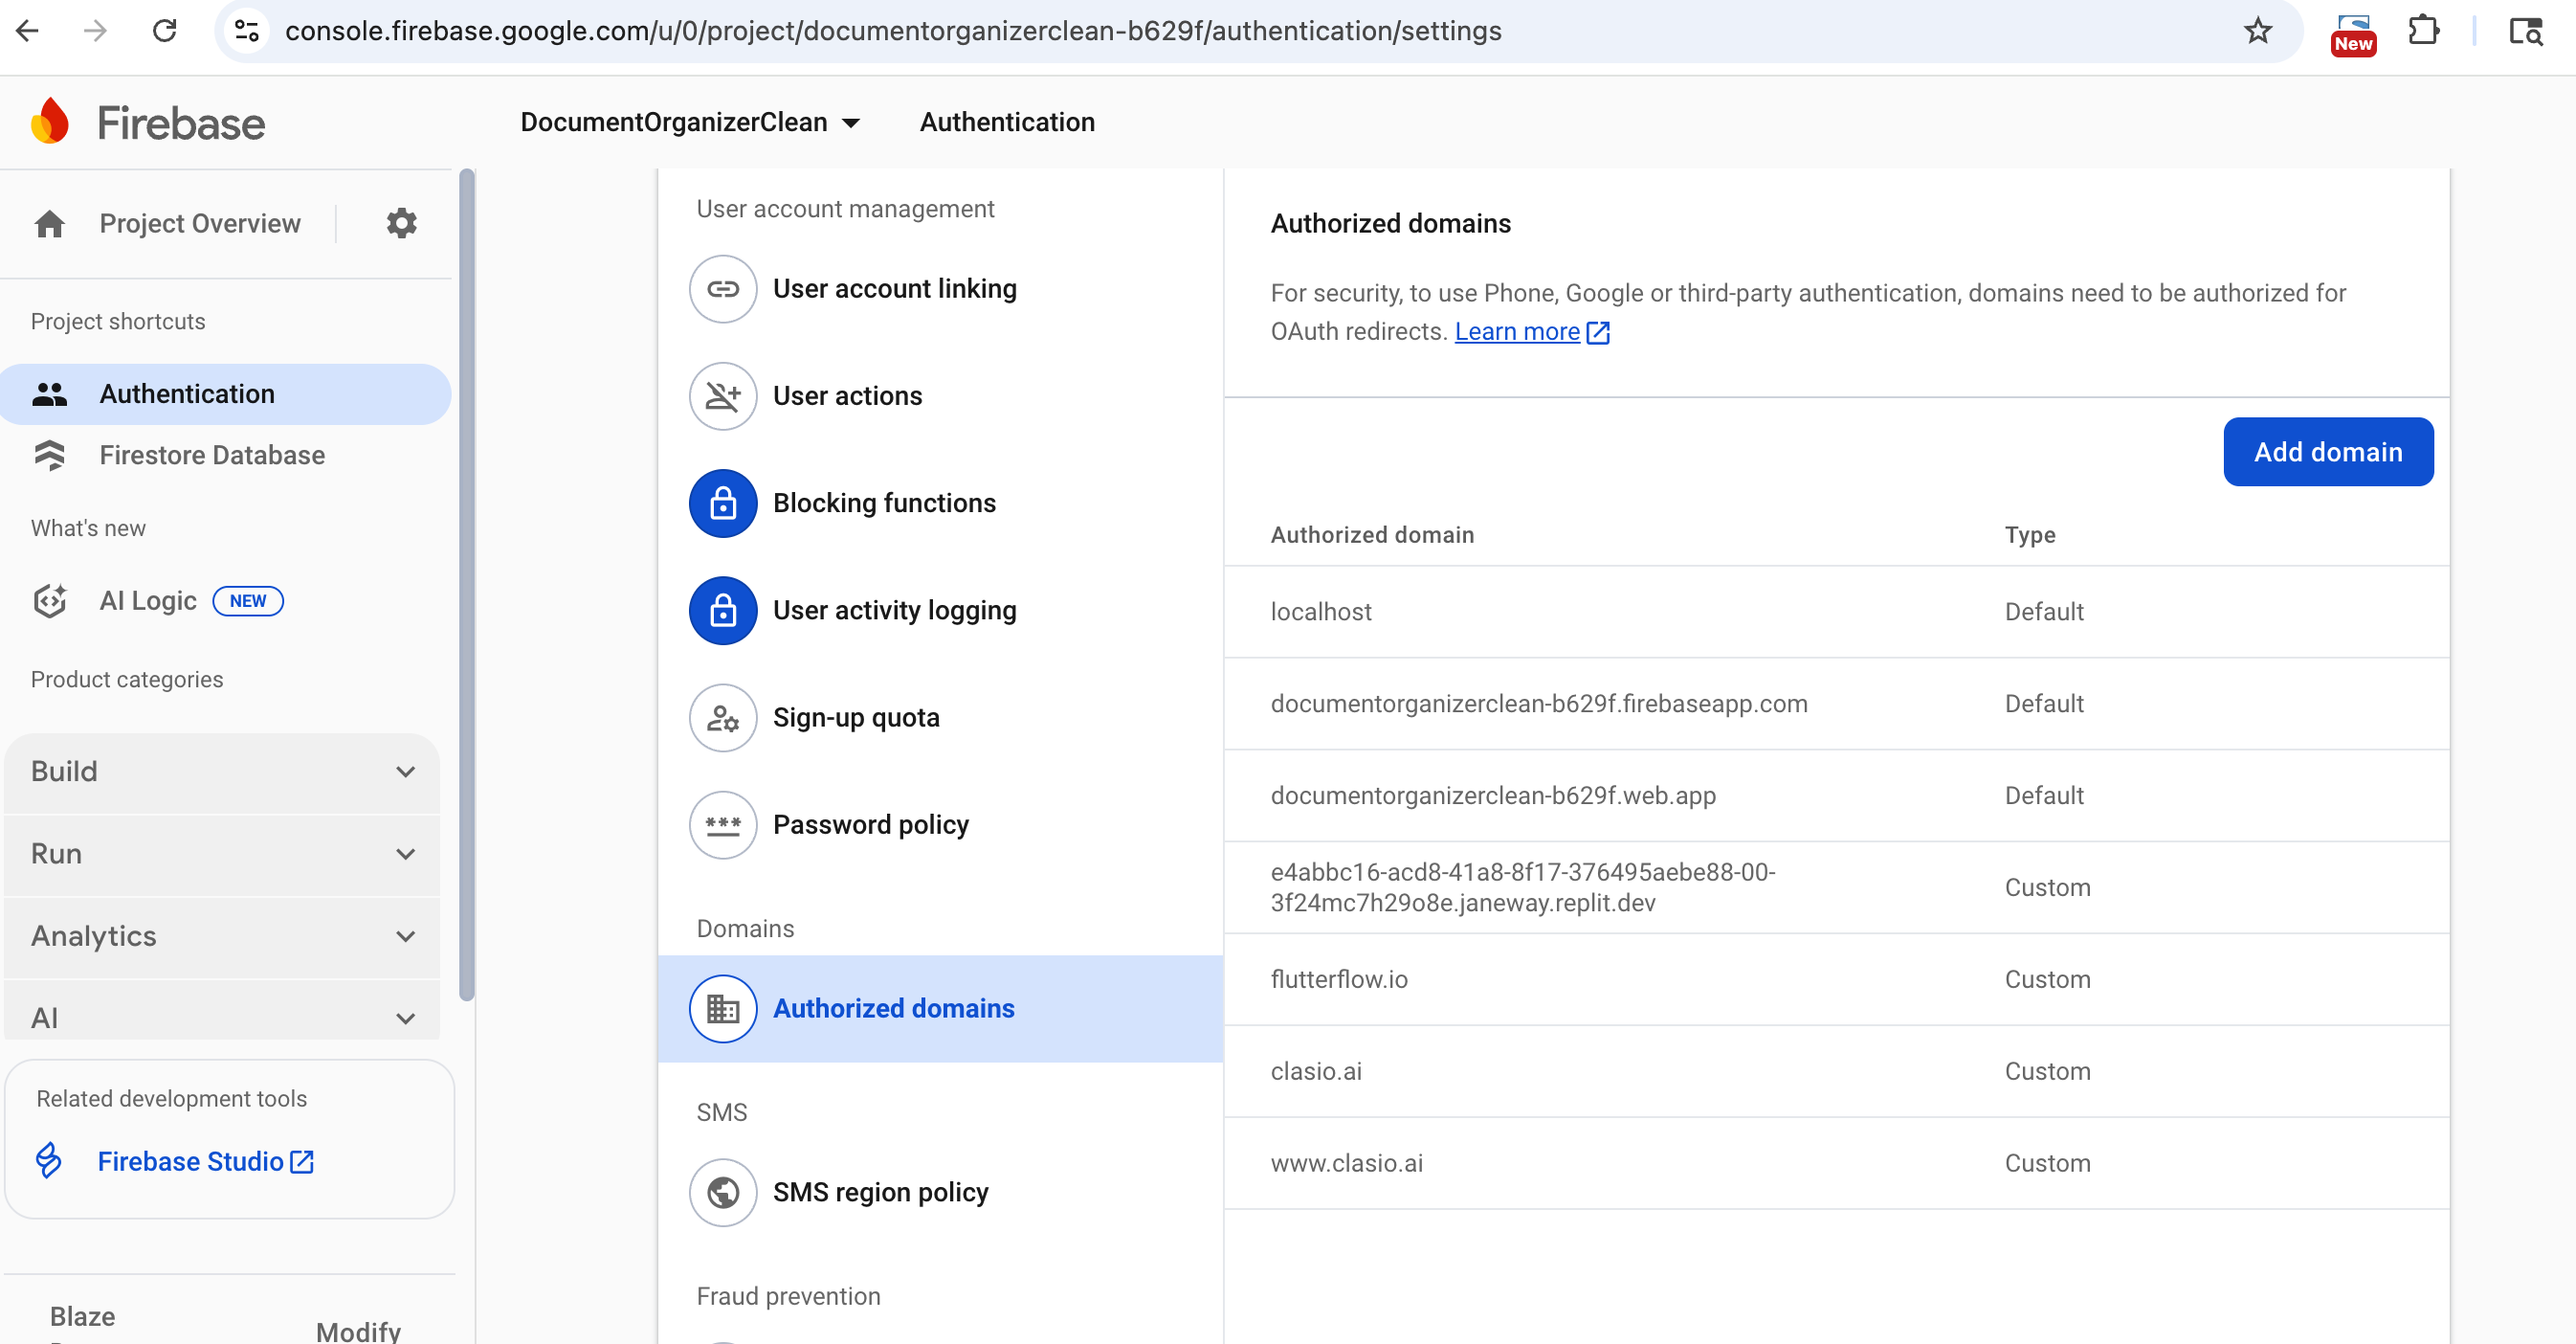 console.firebase.google.com/u/0/project/documentorganizerclean-b629f/authentication/settings
New
Firebase
DocumentOrganizerClean
Authentication
Project Overview
Project shortcuts
Authentication
Firestore Database
What's new
AI Logic
NEW
Product categories
Build
Run
Analytics
AI
Related development tools
Firebase Studio
Blaze
Modify
User account management
User account linking
User actions
Blocking functions
User activity logging
Sign-up quota
Password policy
Domains
Authorized domains
SMS
SMS region policy
Fraud prevention
Authorized domains
For security, to use Phone, Google or third-party authentication, domains need to be authorized for
OAuth redirects. Learn more
Add domain
Authorized domain Type
localhost Default
documentorganizerclean-b629f.firebaseapp.com Default
documentorganizerclean-b629f.web.app Default
e4abbc16-acd8-41a8-8f17-376495aebe88-00-
3f24mc7h29o8e.janeway.replit.dev Custom
flutterflow.io Custom
clasio.ai Custom
www.clasio.ai Custom